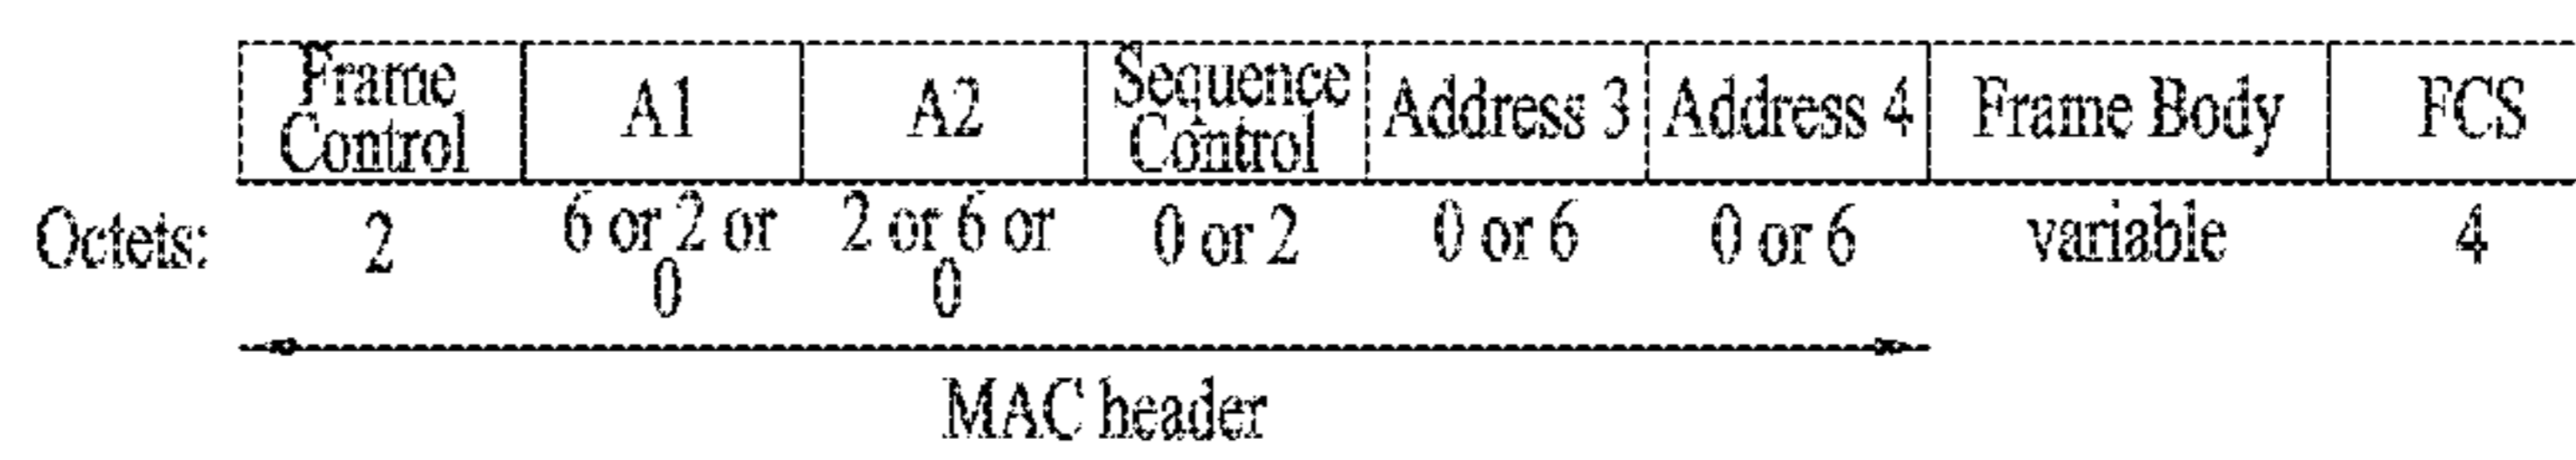 Frame Control A1 A2 Sequence Control Address 3 Address 4 Frame Body FCS
Octets: 2 6 or 2 or 0 2 or 6 or 0 0 or 2 0 or 6 0 or 6 variable 4
MAC header